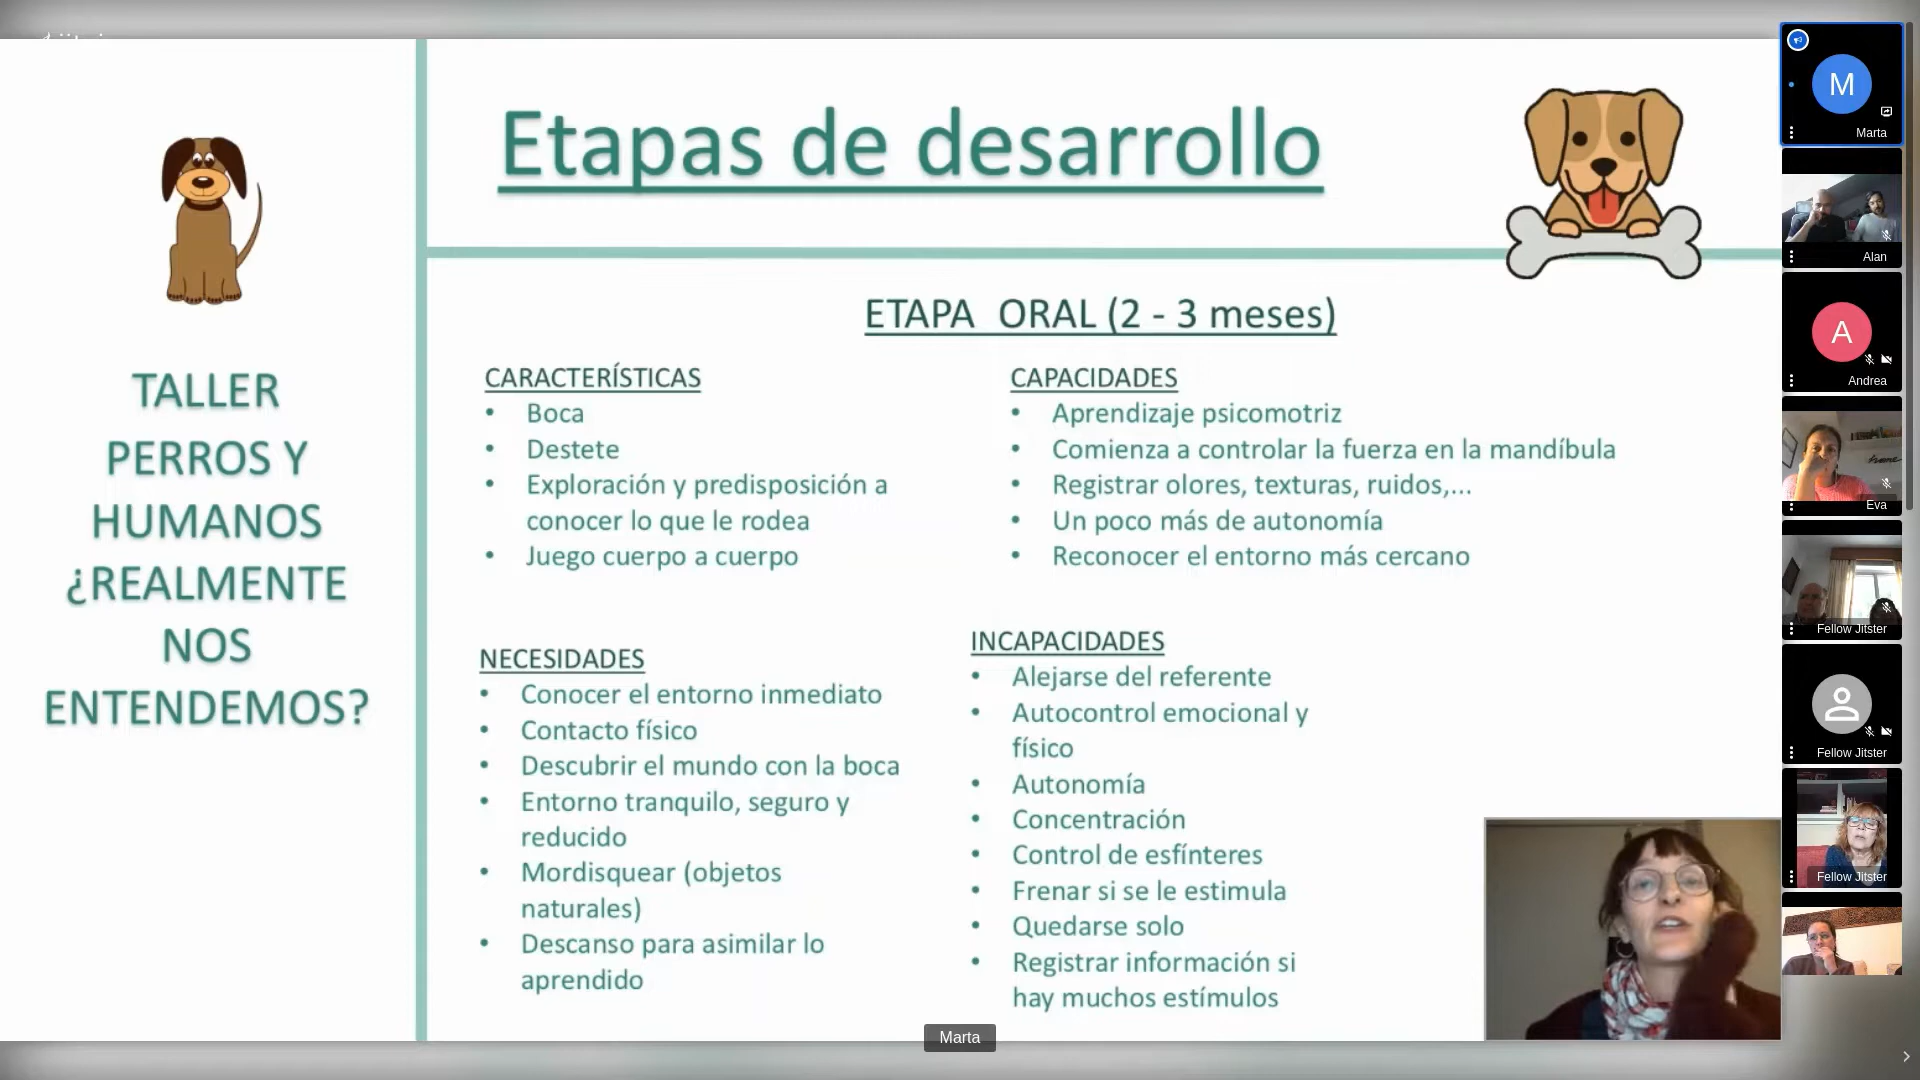 TALLER
PERROS Y
HUMANOS
¿REALMENTE
NOS
ENTENDEMOS?
Etapas de desarrollo
ETAPA ORAL (2 - 3 meses)
CARACTERÍSTICAS
• Boca
• Destete
• Exploración y predisposición a
conocer lo que le rodea
• Juego cuerpo a cuerpo
CAPACIDADES
• Aprendizaje psicomotriz
• Comienza a controlar la fuerza en la mandíbula
• Registrar olores, texturas, ruidos,...
• Un poco más de autonomía
• Reconocer el entorno más cercano
NECESIDADES
• Conocer el entorno inmediato
• Contacto físico
• Descubrir el mundo con la boca
• Entorno tranquilo, seguro y
reducido
• Mordisquear (objetos
naturales)
• Descanso para asimilar lo
aprendido
INCAPACIDADES
• Alejarse del referente
• Autocontrol emocional y
físico
• Autonomía
• Concentración
• Control de esfínteres
• Frenar si se le estimula
• Quedarse solo
• Registrar información si
hay muchos estímulos
Marta
M
Marta
Alan
A
Andrea
home
Eva
Fellow Jitster
Fellow Jitster
Fellow Jitster